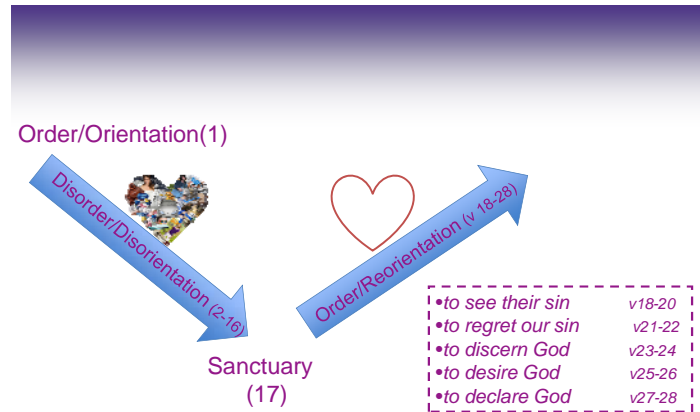 Order/Orientation(1)
Disorder/Disorientation (2-16)
Sanctuary
(17)
Order/Reorientation (v 18-28)
•to see their sin v18-20
•to regret our sin v21-22
•to discern God v23-24
•to desire God v25-26
•to declare God v27-28